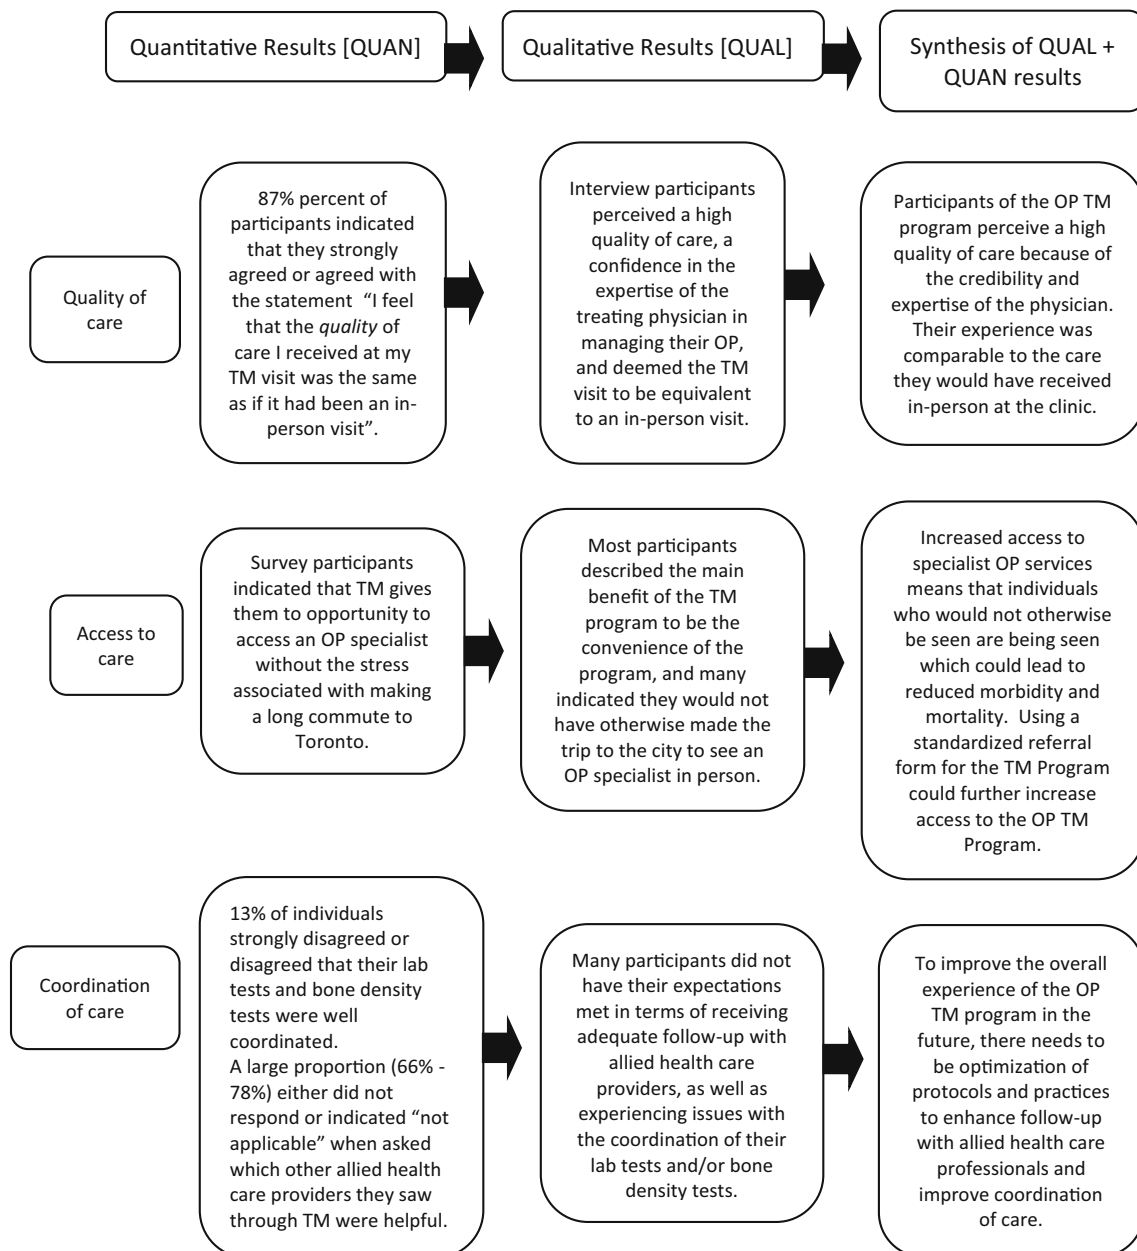 Quantitative Results [QUAN]
Qualitative Results [QUAL]
Synthesis of QUAL +
QUAN results
Quality of
care
87% percent of
participants indicated
that they strongly
agreed or agreed with
the statement “I feel
that the quality of
care I received at my
TM visit was the same
as if it had been an in-
person visit”.
Interview participants
perceived a high
quality of care, a
confidence in the
expertise of the
treating physician in
managing their OP,
and deemed the TM
visit to be equivalent
to an in-person visit.
Participants of the OP TM
program perceive a high
quality of care because of
the credibility and
expertise of the physician.
Their experience was
comparable to the care
they would have received
in-person at the clinic.
Access to
care
Survey participants
indicated that TM gives
them to opportunity to
access an OP specialist
without the stress
associated with making
a long commute to
Toronto.
Most participants
described the main
benefit of the TM
program to be the
convenience of the
program, and many
indicated they would not
have otherwise made the
trip to the city to see an
OP specialist in person.
Increased access to
specialist OP services
means that individuals
who would not otherwise
be seen are being seen
which could lead to
reduced morbidity and
mortality.  Using a
standardized referral
form for the TM Program
could further increase
access to the OP TM
Program.
Coordination
of care
13% of individuals
strongly disagreed or
disagreed that their lab
tests and bone density
tests were well
coordinated.
A large proportion (66% -
78%) either did not
respond or indicated “not
applicable” when asked
which other allied health
care providers they saw
through TM were helpful.
Many participants did not
have their expectations
met in terms of receiving
adequate follow-up with
allied health care
providers, as well as
experiencing issues with
the coordination of their
lab tests and/or bone
density tests.
To improve the overall
experience of the OP
TM program in the
future, there needs to
be optimization of
protocols and practices
to enhance follow-up
with allied health care
professionals and
improve coordination
of care.